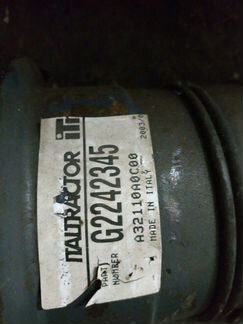 ITALTRACTOR ITM
PART NUMBER G2242345
A32110A0C00
MADE IN ITALY